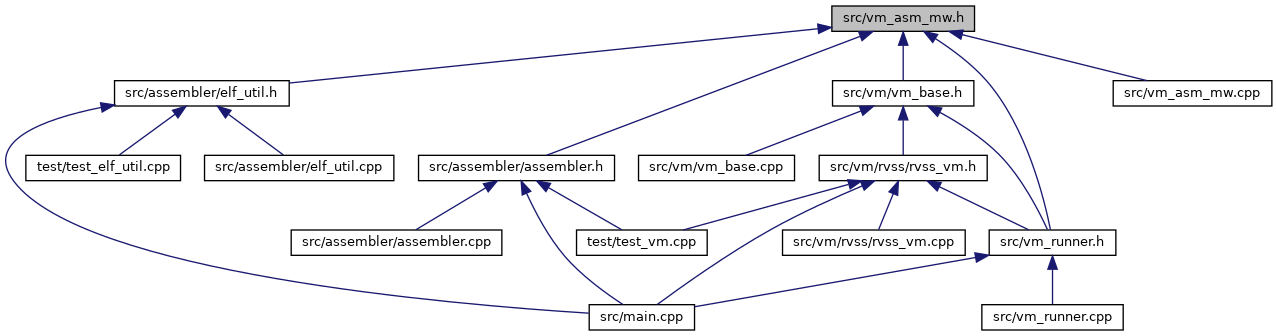 src/vm_asm_mw.h
src/assembler/elf_util.h
src/vm/vm_base.h
src/vm_asm_mw.cpp
test/test_elf_util.cpp
src/assembler/elf_util.cpp
src/assembler/assembler.h
src/vm/vm_base.cpp
src/vm/rvss/rvss_vm.h
src/assembler/assembler.cpp
test/test_vm.cpp
src/vm/rvss/rvss_vm.cpp
src/vm_runner.h
src/main.cpp
src/vm_runner.cpp